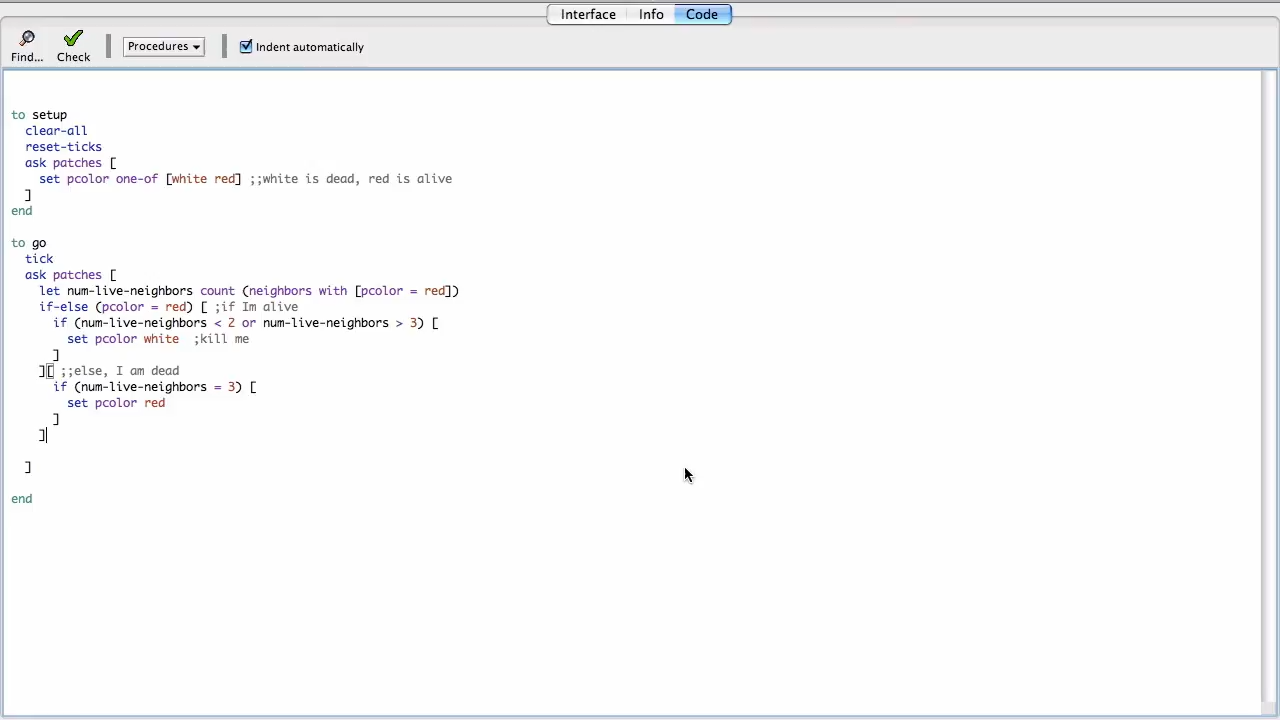 Interface Info Code
Find... Check Procedures Indent automatically
to setup
clear-all
reset-ticks
ask patches [
set pcolor one-of [white red] ;;white is dead, red is alive
]
end
to go
tick
ask patches [
let num-live-neighbors count (neighbors with [pcolor = red])
if-else (pcolor = red) [ ;if Im alive
if (num-live-neighbors < 2 or num-live-neighbors > 3) [
set pcolor white  ;kill me
]
][ ;;else, I am dead
if (num-live-neighbors = 3) [
set pcolor red
]
]
]
end